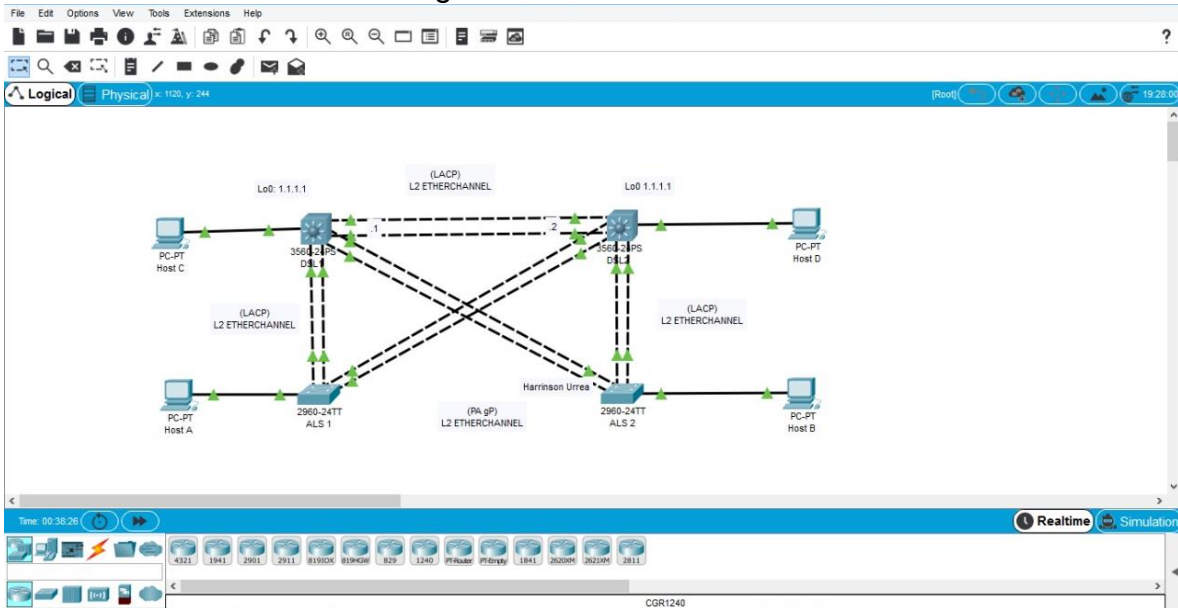 File Edit Options View Tools Extensions Help
?
Logical Physical x: 1120, y: 244 [Root] 19:28:00
(LACP)
L2 ETHERCHANNEL
Lo0: 1.1.1.1
Lo0 1.1.1.1
.1
.2
PC-PT
Host C
3560-24PS
DSL1
3560-24PS
DSL2
PC-PT
Host D
(LACP)
L2 ETHERCHANNEL
(LACP)
L2 ETHERCHANNEL
Harrinson Urrea
PC-PT
Host A
2960-24TT
ALS 1
(PA gP)
L2 ETHERCHANNEL
2960-24TT
ALS 2
PC-PT
Host B
Time: 00:38:26 Realtime Simulation
4321 1941 2901 2911 819IOX 819HGW 829 1240 PT-Router PT-Empty 1841 2620XM 2621XM 2811
CGR1240